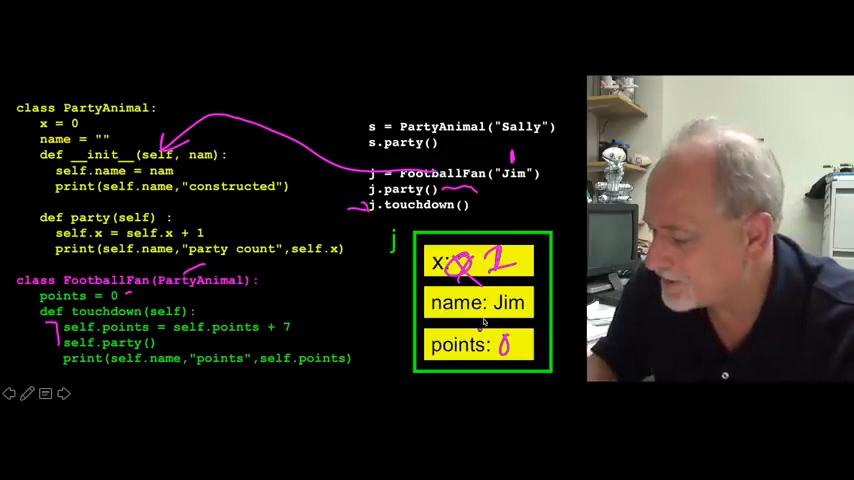 class PartyAnimal:
x = 0
name = ""
def __init__(self, nam):
self.name = nam
print(self.name,"constructed")
def party(self) :
self.x = self.x + 1
print(self.name,"party count",self.x)
class FootballFan(PartyAnimal):
points = 0
def touchdown(self):
self.points = self.points + 7
self.party()
print(self.name,"points",self.points)
s = PartyAnimal("Sally")
s.party()
j = FootballFan("Jim")
j.party()
j.touchdown()
j
x: 0 1
name: Jim
points: 0